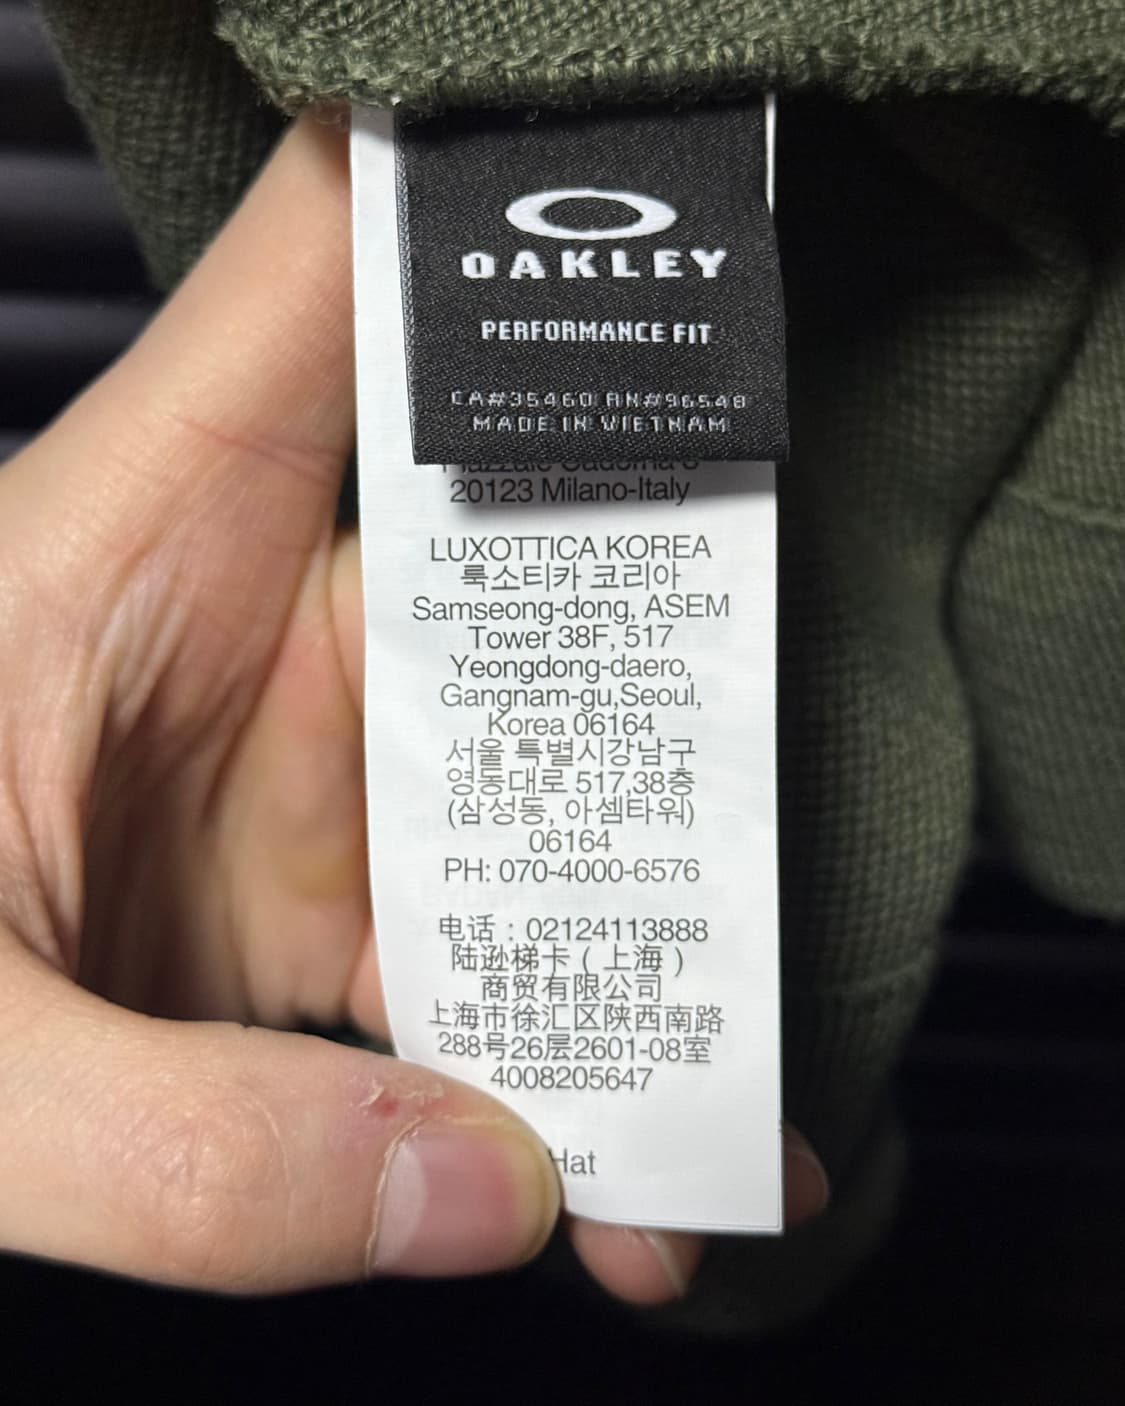 OAKLEY
PERFORMANCE FIT
CA#35460 RN#96548
MADE IN VIETNAM
20123 Milano-Italy
LUXOTTICA KOREA
룩소티카 코리아
Samseong-dong, ASEM
Tower 38F, 517
Yeongdong-daero,
Gangnam-gu,Seoul,
Korea 06164
서울 특별시강남구
영동대로 517,38층
(삼성동, 아셈타워)
06164
PH: 070-4000-6576
电话：02124113888
陆逊梯卡（上海）
商贸有限公司
上海市徐汇区陕西南路
288号26层2601-08室
4008205647
Hat